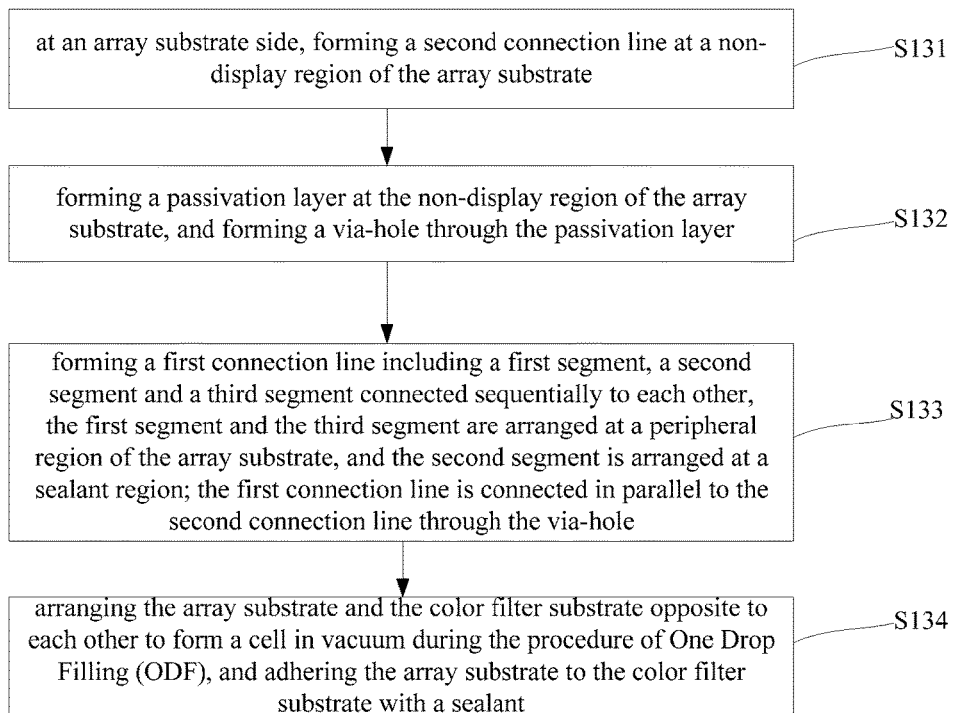 at an array substrate side, forming a second connection line at a non-
display region of the array substrate
S131
forming a passivation layer at the non-display region of the array
substrate, and forming a via-hole through the passivation layer
S132
forming a first connection line including a first segment, a second
segment and a third segment connected sequentially to each other,
the first segment and the third segment are arranged at a peripheral
region of the array substrate, and the second segment is arranged at a
sealant region; the first connection line is connected in parallel to the
second connection line through the via-hole
S133
arranging the array substrate and the color filter substrate opposite to
each other to form a cell in vacuum during the procedure of One Drop
Filling (ODF), and adhering the array substrate to the color filter
substrate with a sealant
S134